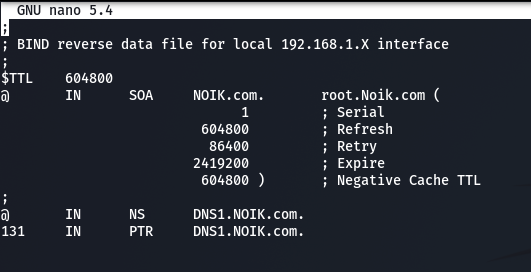 GNU nano 5.4
;
; BIND reverse data file for local 192.168.1.X interface
;
$TTL    604800
@       IN      SOA     NOIK.com.       root.Noik.com (
                              1         ; Serial
                         604800         ; Refresh
                          86400         ; Retry
                        2419200         ; Expire
                         604800 )       ; Negative Cache TTL
;
@       IN      NS      DNS1.NOIK.com.
131     IN      PTR     DNS1.NOIK.com.